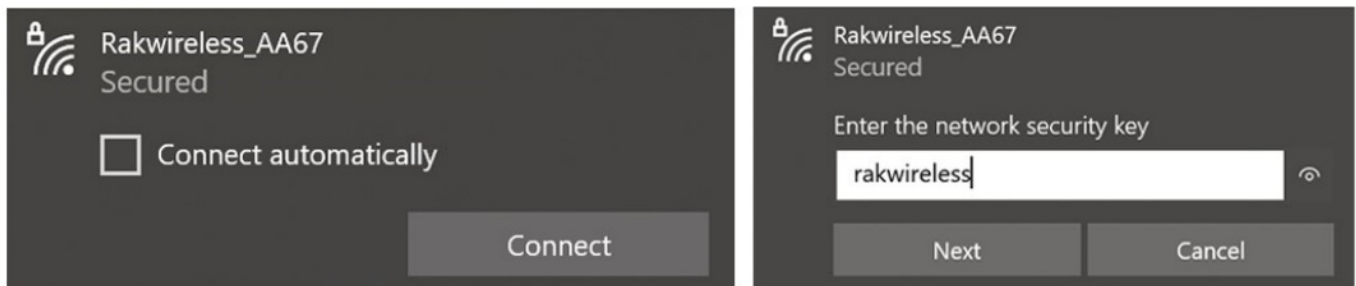 Rakwireless_AA67
Secured
Connect automatically
Connect
Rakwireless_AA67
Secured
Enter the network security key
rakwireless
Next
Cancel